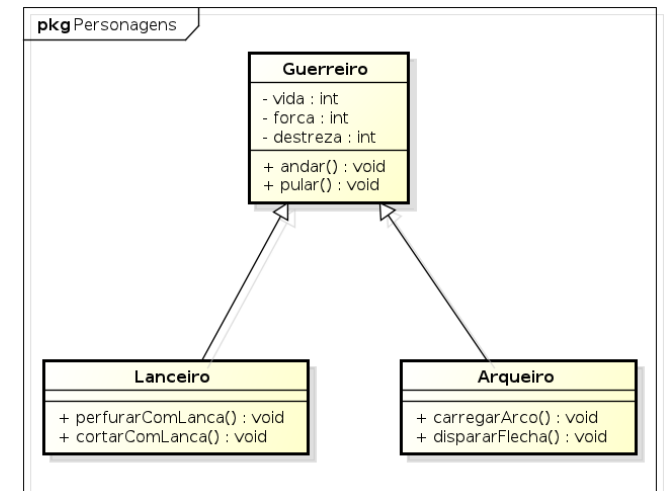 pkg Personagens
Guerreiro
- vida : int
- forca : int
- destreza : int
+ andar() : void
+ pular() : void
Lanceiro
+ perfurarComLanca() : void
+ cortarComLanca() : void
Arqueiro
+ carregarArco() : void
+ dispararFlecha() : void